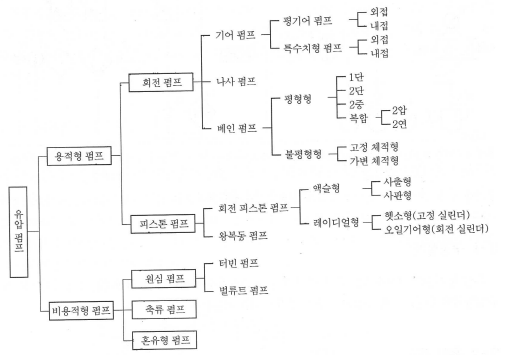 유압 펌프
용적형 펌프
회전 펌프
기어 펌프
평기어 펌프
외접
내접
특수치형 펌프
외접
내접
나사 펌프
베인 펌프
평형형
1단
2단
2중
복합
2압
2연
불평형형
고정 체적형
가변 체적형
피스톤 펌프
회전 피스톤 펌프
액슬형
사출형
사판형
레이디얼형
헷소형(고정 실린더)
오일기어형(회전 실린더)
왕복동 펌프
비용적형 펌프
원심 펌프
터빈 펌프
벌류트 펌프
축류 펌프
혼유형 펌프